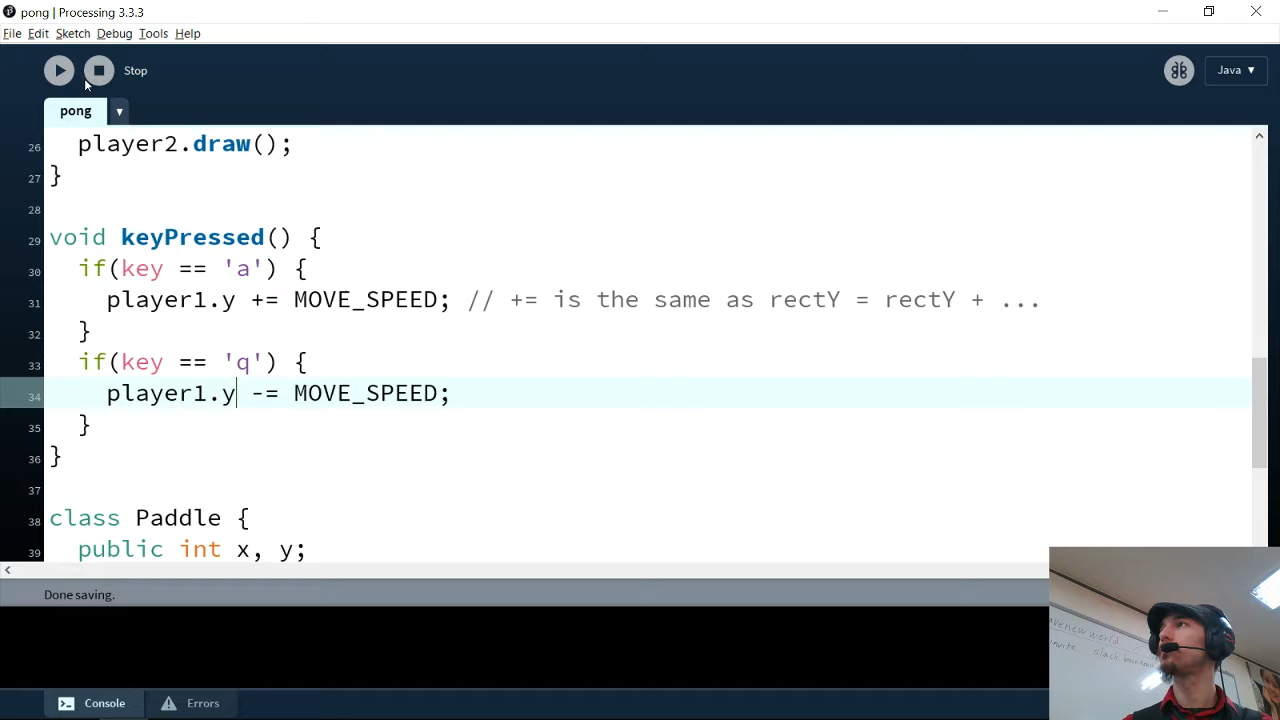 pong | Processing 3.3.3
File Edit Sketch Debug Tools Help
Stop
Java ▾
pong ▾
26 player2.draw();
27 }
28
29 void keyPressed() {
30 if(key == 'a') {
31 player1.y += MOVE_SPEED; // += is the same as rectY = rectY + ...
32 }
33 if(key == 'q') {
34 player1.y -= MOVE_SPEED;
35 }
36 }
37
38 class Paddle {
39 public int x, y;
Done saving.
avenewworld
Console Errors